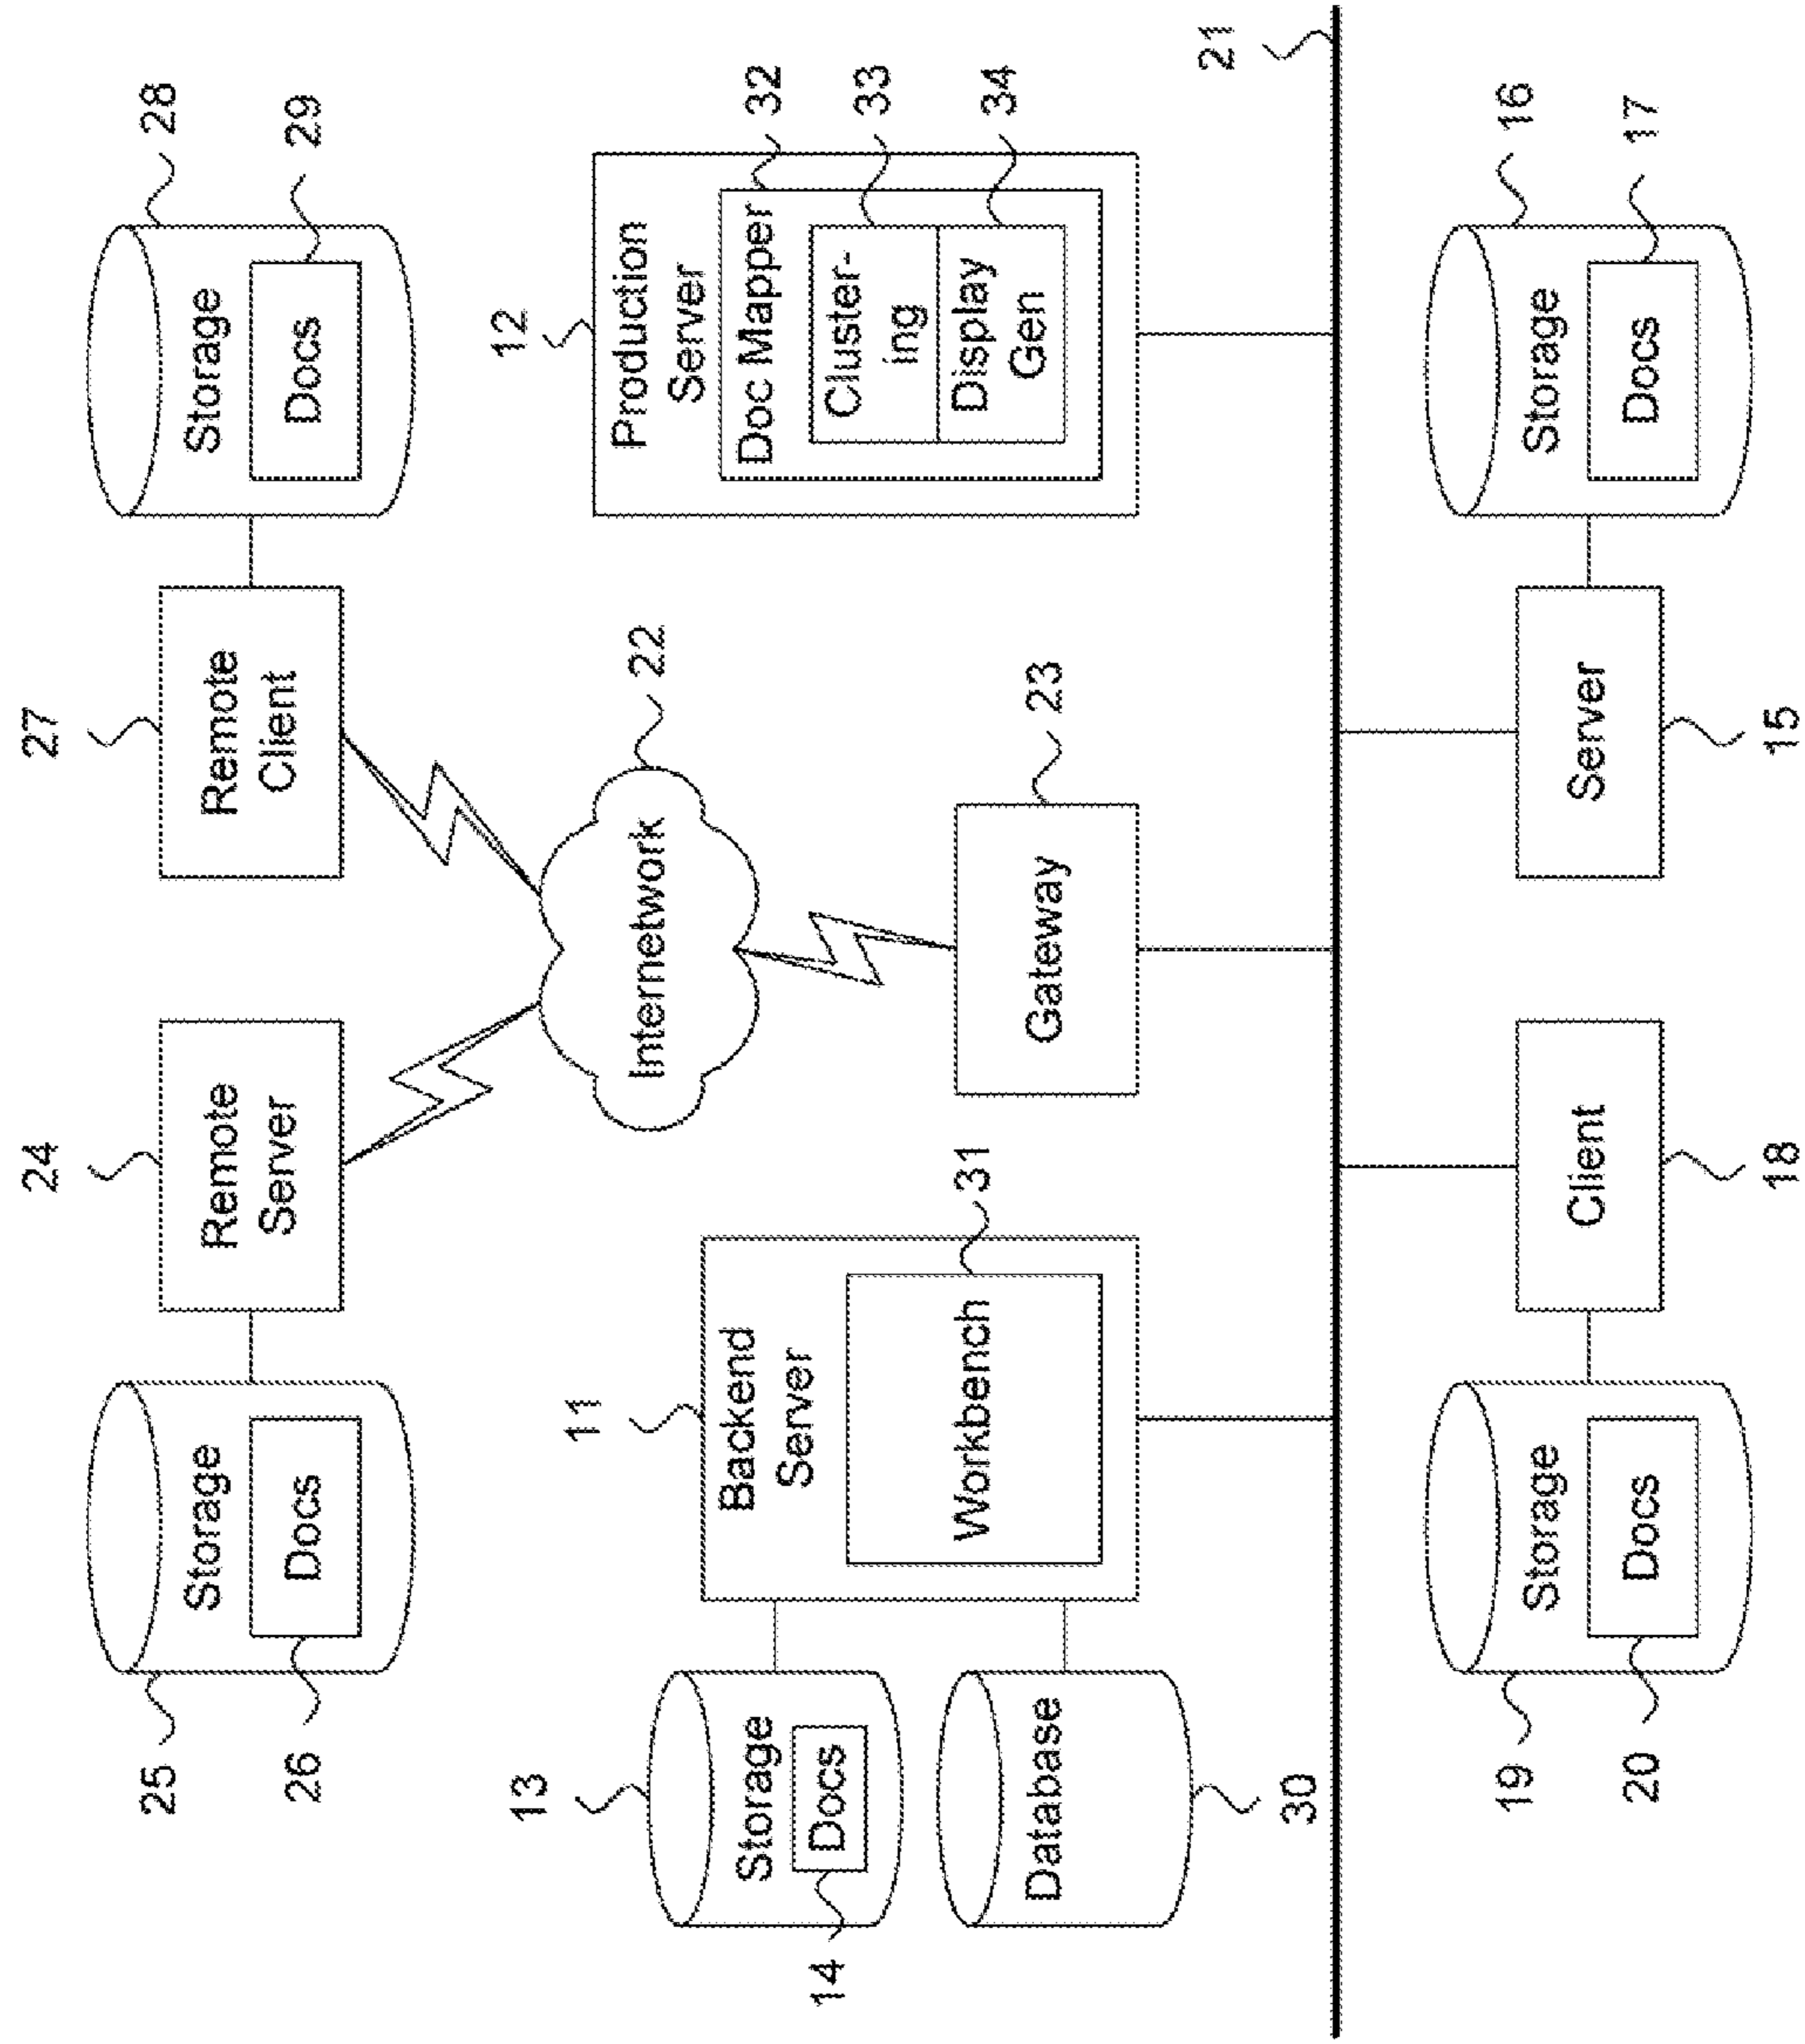 24
27
25
28
Storage
Remote
Server
Remote
Client
Storage
26
Docs
Docs
29
13
11
12
Internetwork
22
Production
Server
Backend
Server
Storage
Doc Mapper
32
14
Docs
Cluster-
ing
33
Workbench
31
Display
Gen
34
Database
Gateway
23
30
21
19
16
Storage
Client
Server
Storage
20
Docs
Docs
17
18
15